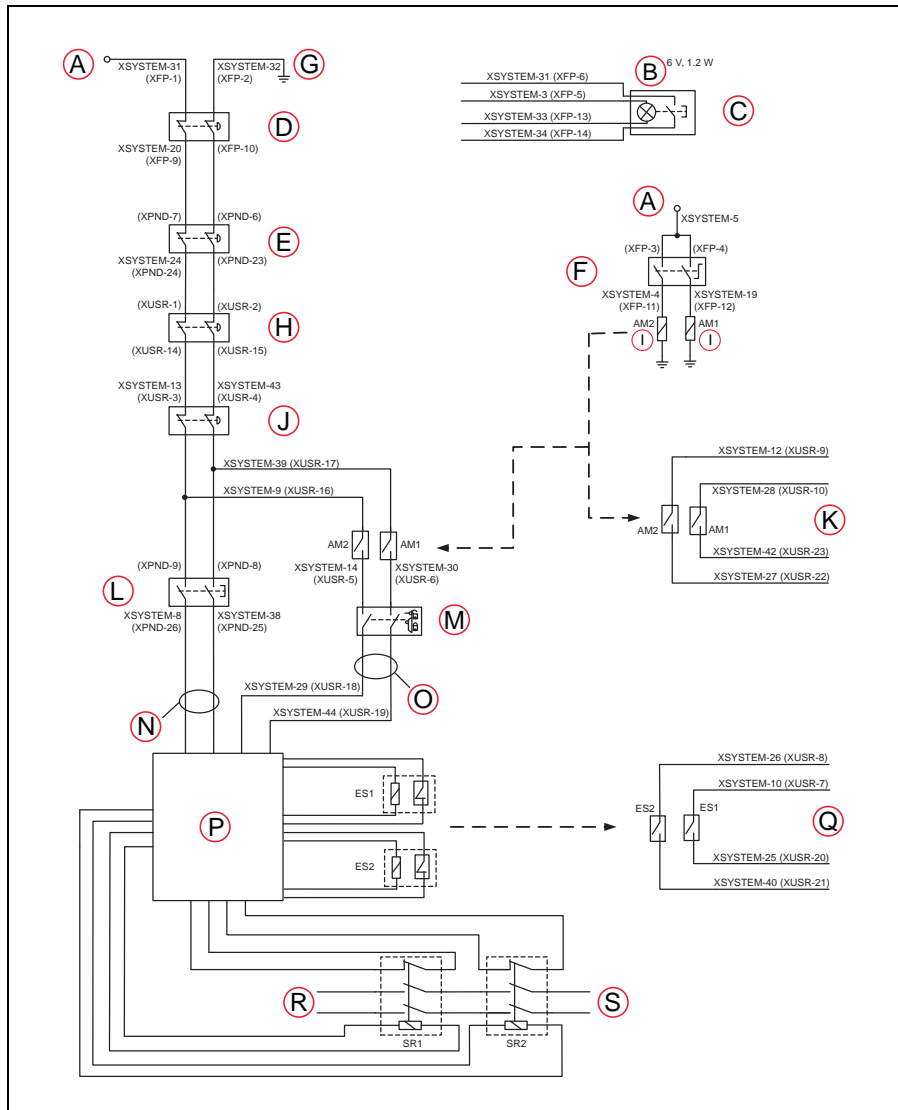 A
XSYSTEM-31
(XFP-1)
XSYSTEM-32
(XFP-2)
G
B
6 V, 1.2 W
XSYSTEM-31 (XFP-6)
XSYSTEM-3 (XFP-5)
XSYSTEM-33 (XFP-13)
XSYSTEM-34 (XFP-14)
C
D
XSYSTEM-20
(XFP-9)
(XFP-10)
A
XSYSTEM-5
(XPND-7)
(XPND-6)
E
XSYSTEM-24
(XPND-24)
(XPND-23)
(XFP-3)
(XFP-4)
F
XSYSTEM-4
(XFP-11)
XSYSTEM-19
(XFP-12)
AM2
AM1
I
I
(XUSR-1)
(XUSR-2)
H
(XUSR-14)
(XUSR-15)
XSYSTEM-13
(XUSR-3)
XSYSTEM-43
(XUSR-4)
J
XSYSTEM-39 (XUSR-17)
XSYSTEM-9 (XUSR-16)
AM2
AM1
XSYSTEM-14
(XUSR-5)
XSYSTEM-30
(XUSR-6)
XSYSTEM-12 (XUSR-9)
XSYSTEM-28 (XUSR-10)
K
AM2
AM1
XSYSTEM-42 (XUSR-23)
XSYSTEM-27 (XUSR-22)
(XPND-9)
(XPND-8)
L
XSYSTEM-8
(XPND-26)
XSYSTEM-38
(XPND-25)
M
N
XSYSTEM-29 (XUSR-18)
O
XSYSTEM-44 (XUSR-19)
P
ES1
ES2
XSYSTEM-26 (XUSR-8)
XSYSTEM-10 (XUSR-7)
ES2
ES1
Q
XSYSTEM-25 (XUSR-20)
XSYSTEM-40 (XUSR-21)
R
S
SR1
SR2